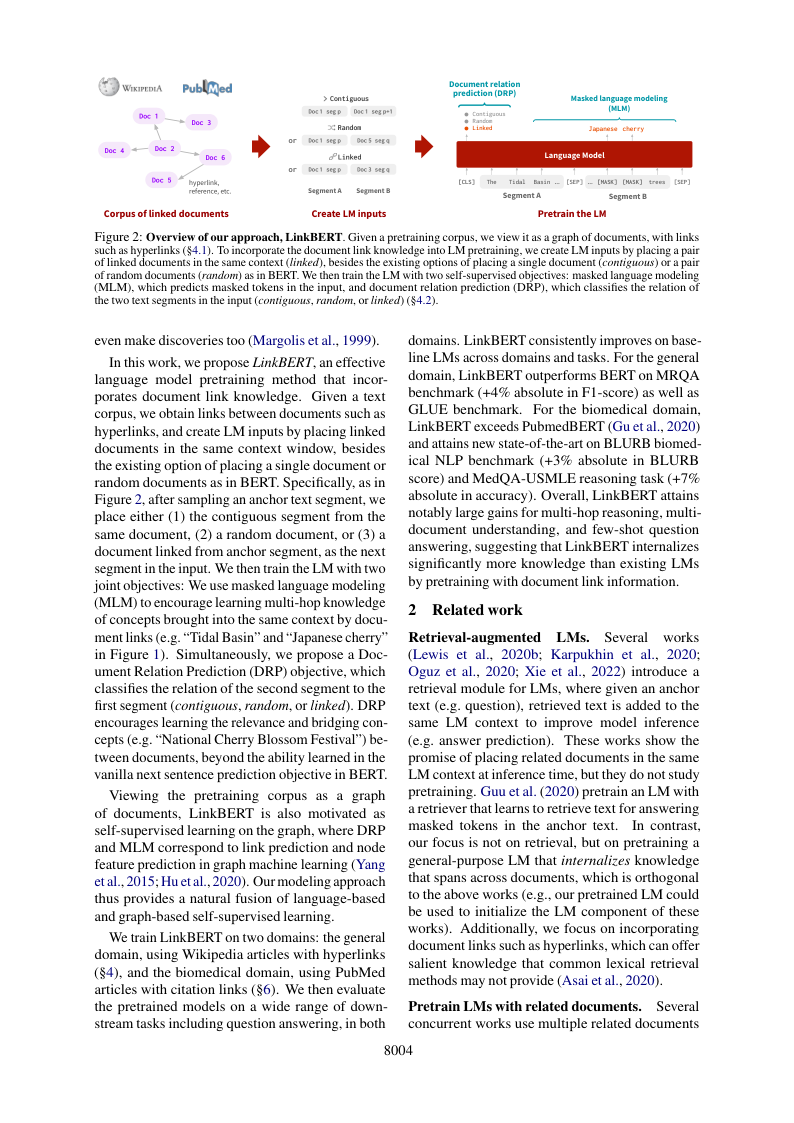 WIKIPEDIA
PubMed
Doc 1
Doc 3
Doc 4
Doc 2
Doc 6
Doc 5
hyperlink,
reference, etc.
Corpus of linked documents
> Contiguous
Doc 1 seg p Doc 1 seg p+1
Random
or Doc 1 seg p Doc 5 seg q
Linked
or Doc 1 seg p Doc 3 seg q
Segment A Segment B
Create LM inputs
Document relation
prediction (DRP)
Masked language modeling
(MLM)
Contiguous
Random
Linked
Japanese cherry
Language Model
[CLS] The Tidal Basin ... [SEP] ... [MASK] [MASK] trees [SEP]
Segment A Segment B
Pretrain the LM
Figure 2: Overview of our approach, LinkBERT. Given a pretraining corpus, we view it as a graph of documents, with links
such as hyperlinks (§4.1). To incorporate the document link knowledge into LM pretraining, we create LM inputs by placing a pair
of linked documents in the same context (linked), besides the existing options of placing a single document (contiguous) or a pair
of random documents (random) as in BERT. We then train the LM with two self-supervised objectives: masked language modeling
(MLM), which predicts masked tokens in the input, and document relation prediction (DRP), which classifies the relation of
the two text segments in the input (contiguous, random, or linked) (§4.2).
even make discoveries too (Margolis et al., 1999).
In this work, we propose LinkBERT, an effective
language model pretraining method that incor-
porates document link knowledge. Given a text
corpus, we obtain links between documents such as
hyperlinks, and create LM inputs by placing linked
documents in the same context window, besides
the existing option of placing a single document or
random documents as in BERT. Specifically, as in
Figure 2, after sampling an anchor text segment, we
place either (1) the contiguous segment from the
same document, (2) a random document, or (3) a
document linked from anchor segment, as the next
segment in the input. We then train the LM with two
joint objectives: We use masked language modeling
(MLM) to encourage learning multi-hop knowledge
of concepts brought into the same context by docu-
ment links (e.g. “Tidal Basin” and “Japanese cherry”
in Figure 1). Simultaneously, we propose a Doc-
ument Relation Prediction (DRP) objective, which
classifies the relation of the second segment to the
first segment (contiguous, random, or linked). DRP
encourages learning the relevance and bridging con-
cepts (e.g. “National Cherry Blossom Festival”) be-
tween documents, beyond the ability learned in the
vanilla next sentence prediction objective in BERT.
Viewing the pretraining corpus as a graph
of documents, LinkBERT is also motivated as
self-supervised learning on the graph, where DRP
and MLM correspond to link prediction and node
feature prediction in graph machine learning (Yang
et al., 2015; Hu et al., 2020). Our modeling approach
thus provides a natural fusion of language-based
and graph-based self-supervised learning.
We train LinkBERT on two domains: the general
domain, using Wikipedia articles with hyperlinks
(§4), and the biomedical domain, using PubMed
articles with citation links (§6). We then evaluate
the pretrained models on a wide range of down-
stream tasks including question answering, in both
domains. LinkBERT consistently improves on base-
line LMs across domains and tasks. For the general
domain, LinkBERT outperforms BERT on MRQA
benchmark (+4% absolute in F1-score) as well as
GLUE benchmark. For the biomedical domain,
LinkBERT exceeds PubmedBERT (Gu et al., 2020)
and attains new state-of-the-art on BLURB biomed-
ical NLP benchmark (+3% absolute in BLURB
score) and MedQA-USMLE reasoning task (+7%
absolute in accuracy). Overall, LinkBERT attains
notably large gains for multi-hop reasoning, multi-
document understanding, and few-shot question
answering, suggesting that LinkBERT internalizes
significantly more knowledge than existing LMs
by pretraining with document link information.
2 Related work
Retrieval-augmented LMs. Several works
(Lewis et al., 2020b; Karpukhin et al., 2020;
Oguz et al., 2020; Xie et al., 2022) introduce a
retrieval module for LMs, where given an anchor
text (e.g. question), retrieved text is added to the
same LM context to improve model inference
(e.g. answer prediction). These works show the
promise of placing related documents in the same
LM context at inference time, but they do not study
pretraining. Guu et al. (2020) pretrain an LM with
a retriever that learns to retrieve text for answering
masked tokens in the anchor text. In contrast,
our focus is not on retrieval, but on pretraining a
general-purpose LM that internalizes knowledge
that spans across documents, which is orthogonal
to the above works (e.g., our pretrained LM could
be used to initialize the LM component of these
works). Additionally, we focus on incorporating
document links such as hyperlinks, which can offer
salient knowledge that common lexical retrieval
methods may not provide (Asai et al., 2020).
Pretrain LMs with related documents. Several
concurrent works use multiple related documents
8004